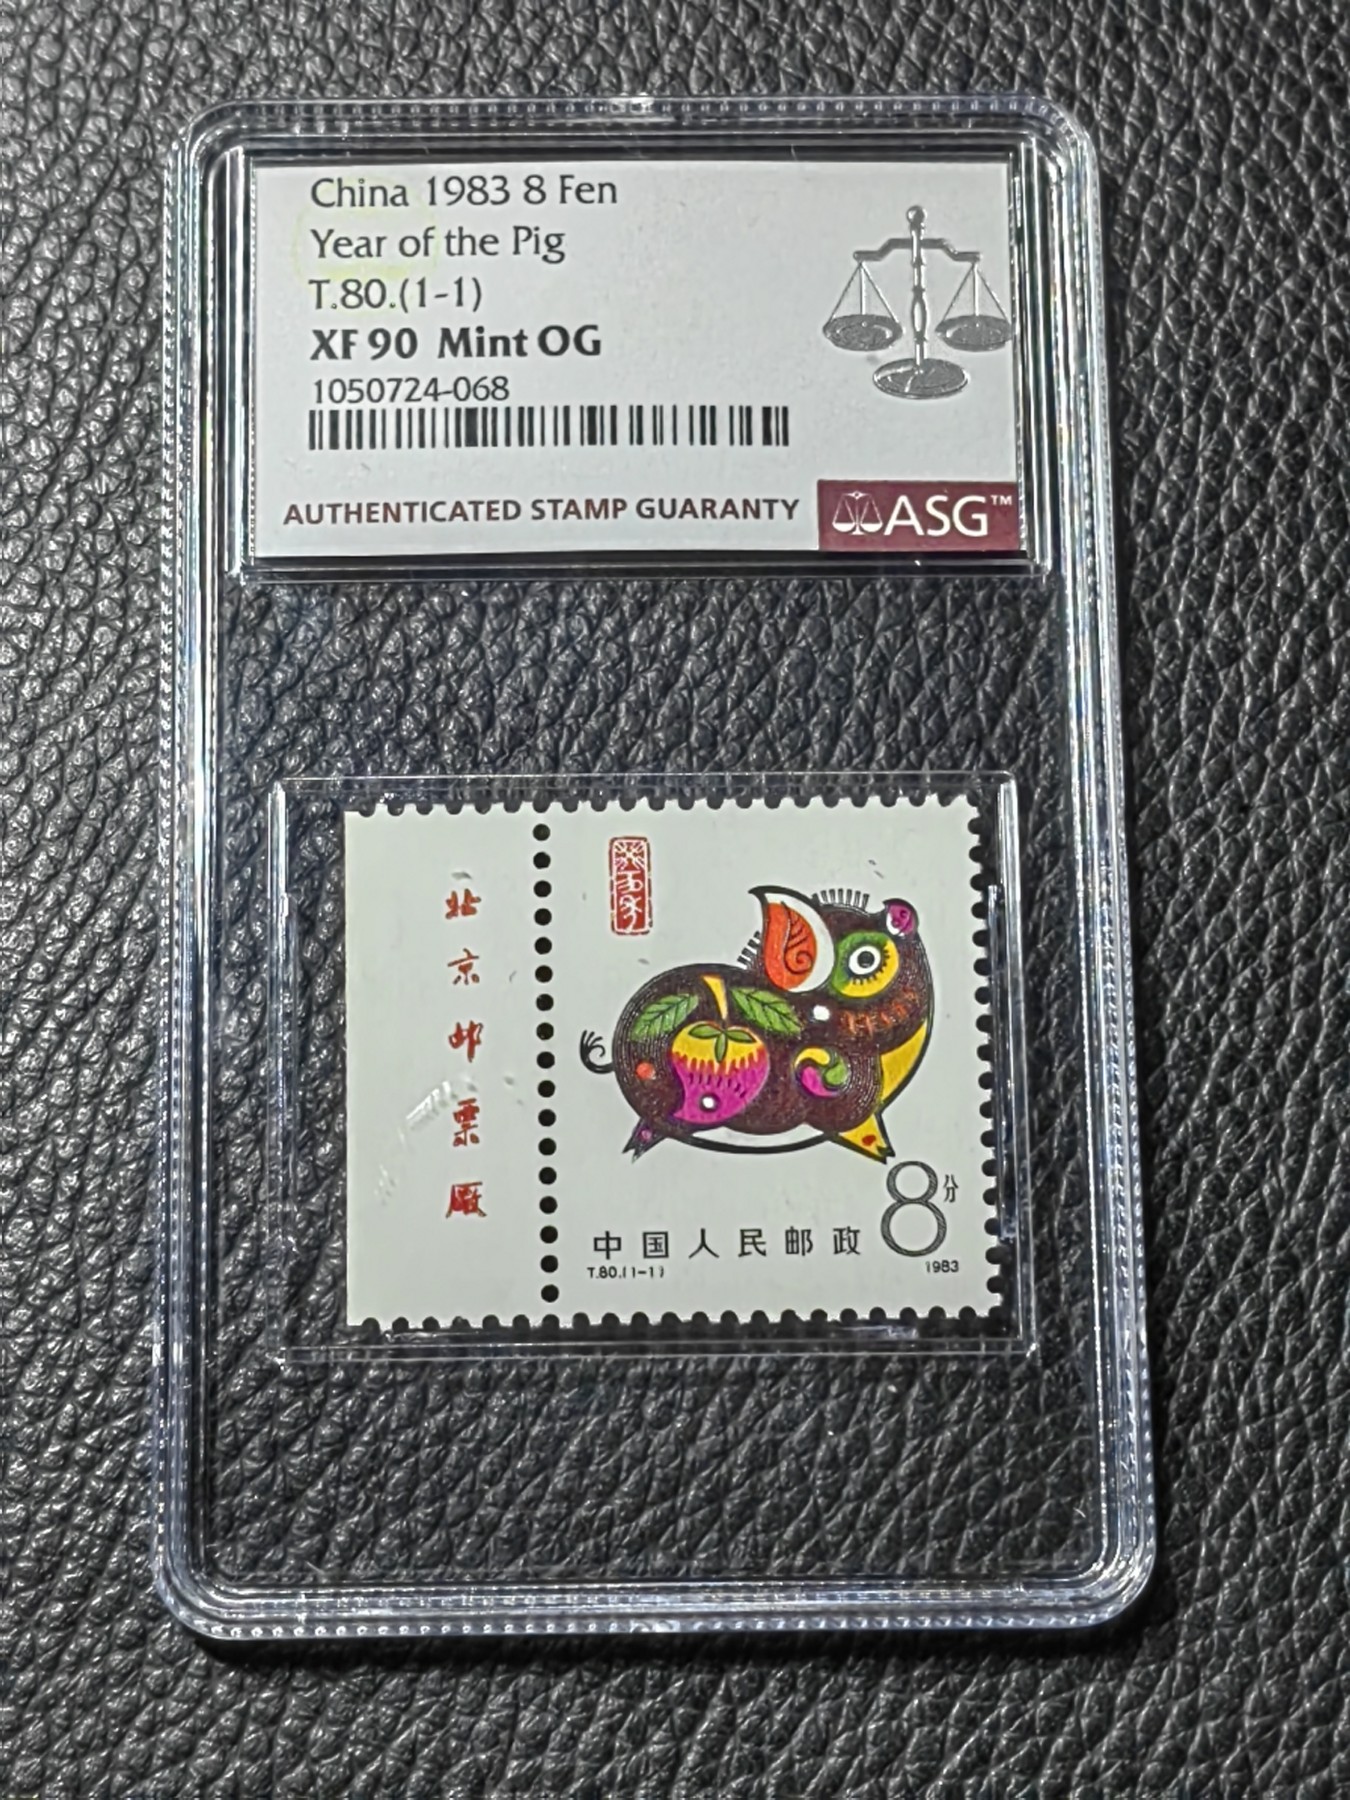 China 1983 8 Fen
Year of the Pig
T.80.(1-1)
XF 90 Mint OG
1050724-068
AUTHENTICATED STAMP GUARANTY
ASG™
北京邮票厰
8分
中国人民邮政
T.80.(1-1)
1983